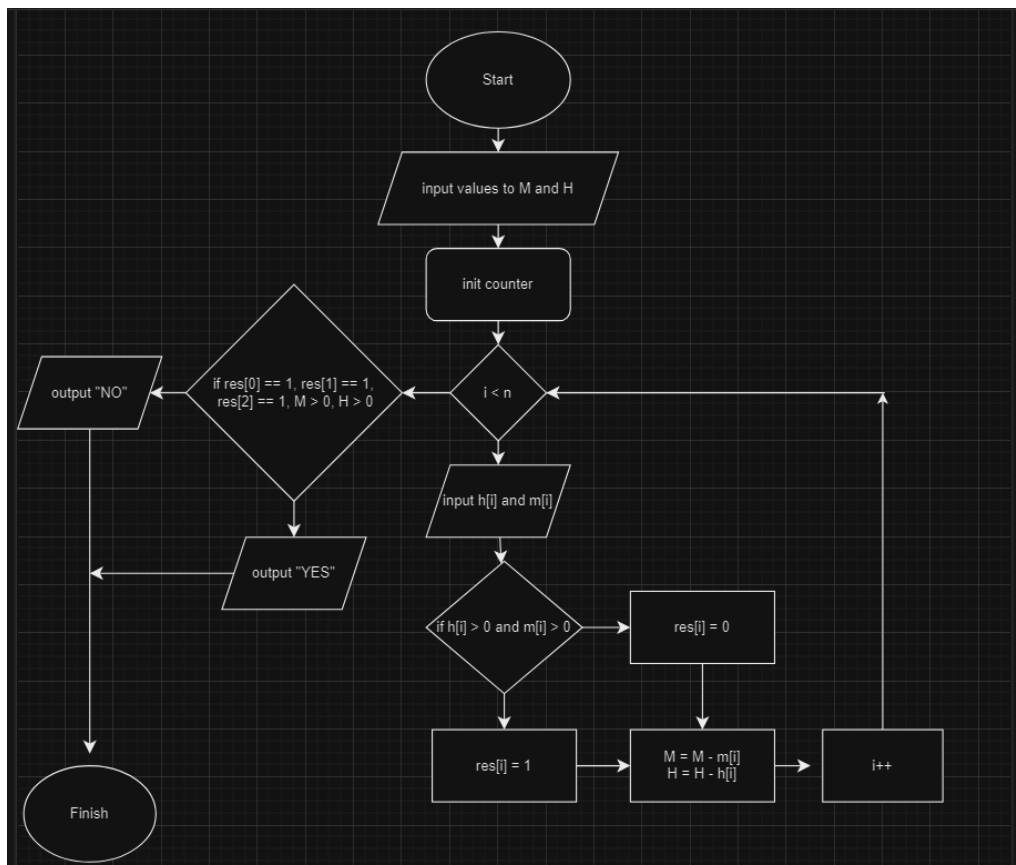 Start
input values to M and H
init counter
i < n
if res[0] == 1, res[1] == 1,
res[2] == 1, M > 0, H > 0
output "NO"
output "YES"
input h[i] and m[i]
if h[i] > 0 and m[i] > 0
res[i] = 0
res[i] = 1
M = M - m[i]
H = H - h[i]
i++
Finish